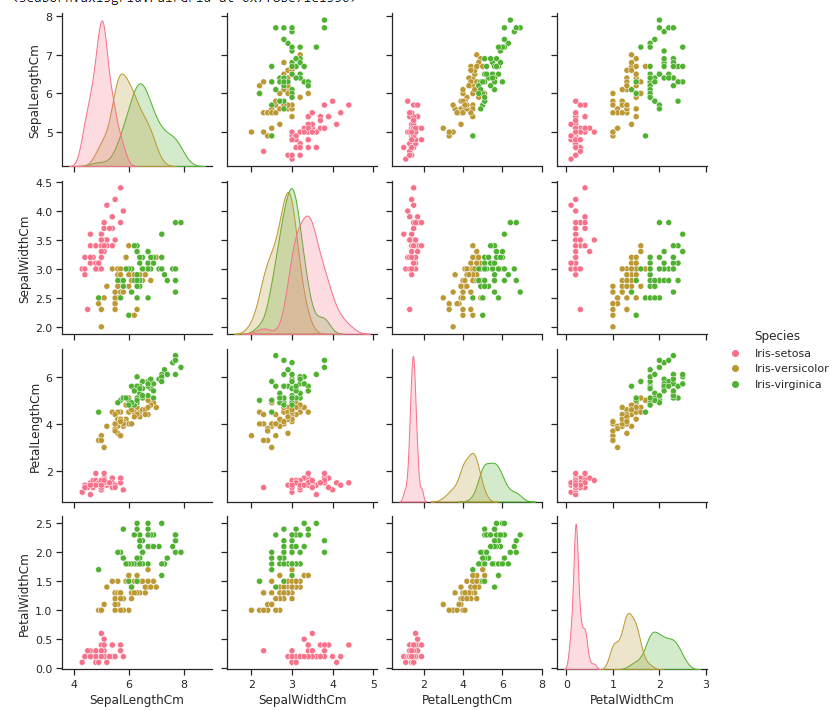 8
7
6
5
SepalLengthCm
4.5
4.0
3.5
3.0
2.5
2.0
SepalWidthCm
Species
Iris-setosa
Iris-versicolor
Iris-virginica
6
4
2
PetalLengthCm
2.5
2.0
1.5
1.0
0.5
0.0
PetalWidthCm
4 6 8 2 3 4 5 2 4 6 8 0 1 2 3
SepalLengthCm SepalWidthCm PetalLengthCm PetalWidthCm